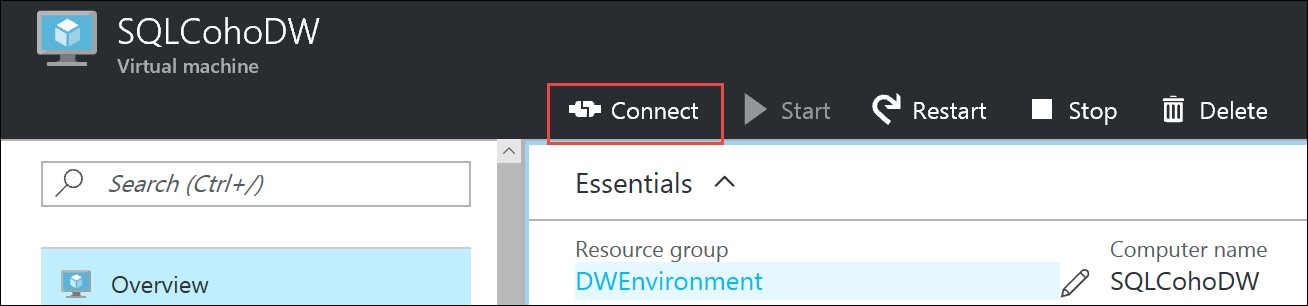 SQLCohoDW
Virtual machine
Connect Start Restart Stop Delete
Search (Ctrl+/)
Essentials
Resource group Computer name
Overview DWEnvironment SQLCohoDW